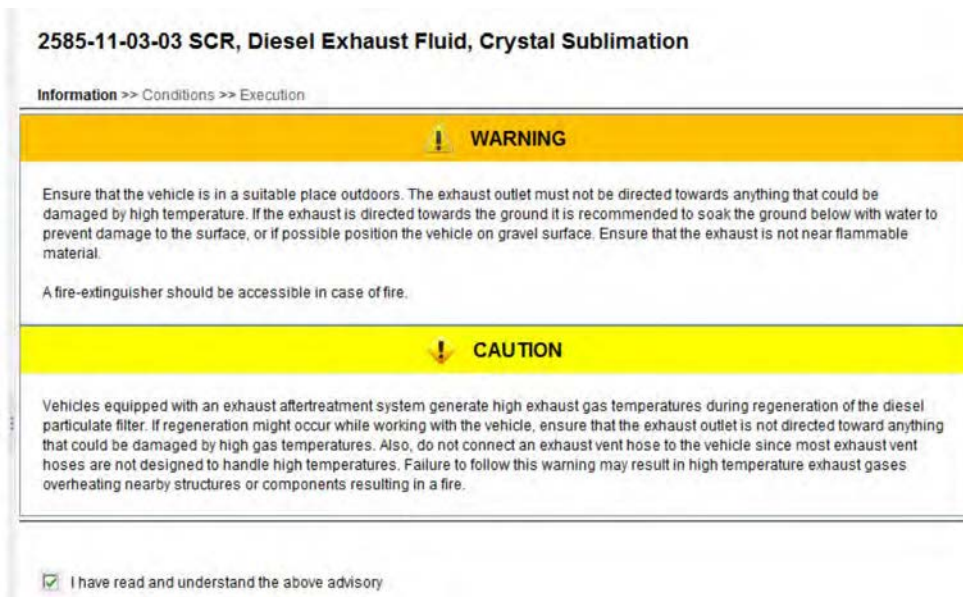 2585-11-03-03 SCR, Diesel Exhaust Fluid, Crystal Sublimation
Information >> Conditions >> Execution
WARNING
Ensure that the vehicle is in a suitable place outdoors. The exhaust outlet must not be directed towards anything that could be
damaged by high temperature. If the exhaust is directed towards the ground it is recommended to soak the ground below with water to
prevent damage to the surface, or if possible position the vehicle on gravel surface. Ensure that the exhaust is not near flammable
material.
A fire-extinguisher should be accessible in case of fire.
CAUTION
Vehicles equipped with an exhaust aftertreatment system generate high exhaust gas temperatures during regeneration of the diesel
particulate filter. If regeneration might occur while working with the vehicle, ensure that the exhaust outlet is not directed toward anything
that could be damaged by high gas temperatures. Also, do not connect an exhaust vent hose to the vehicle since most exhaust vent
hoses are not designed to handle high temperatures. Failure to follow this warning may result in high temperature exhaust gases
overheating nearby structures or components resulting in a fire.
I have read and understand the above advisory